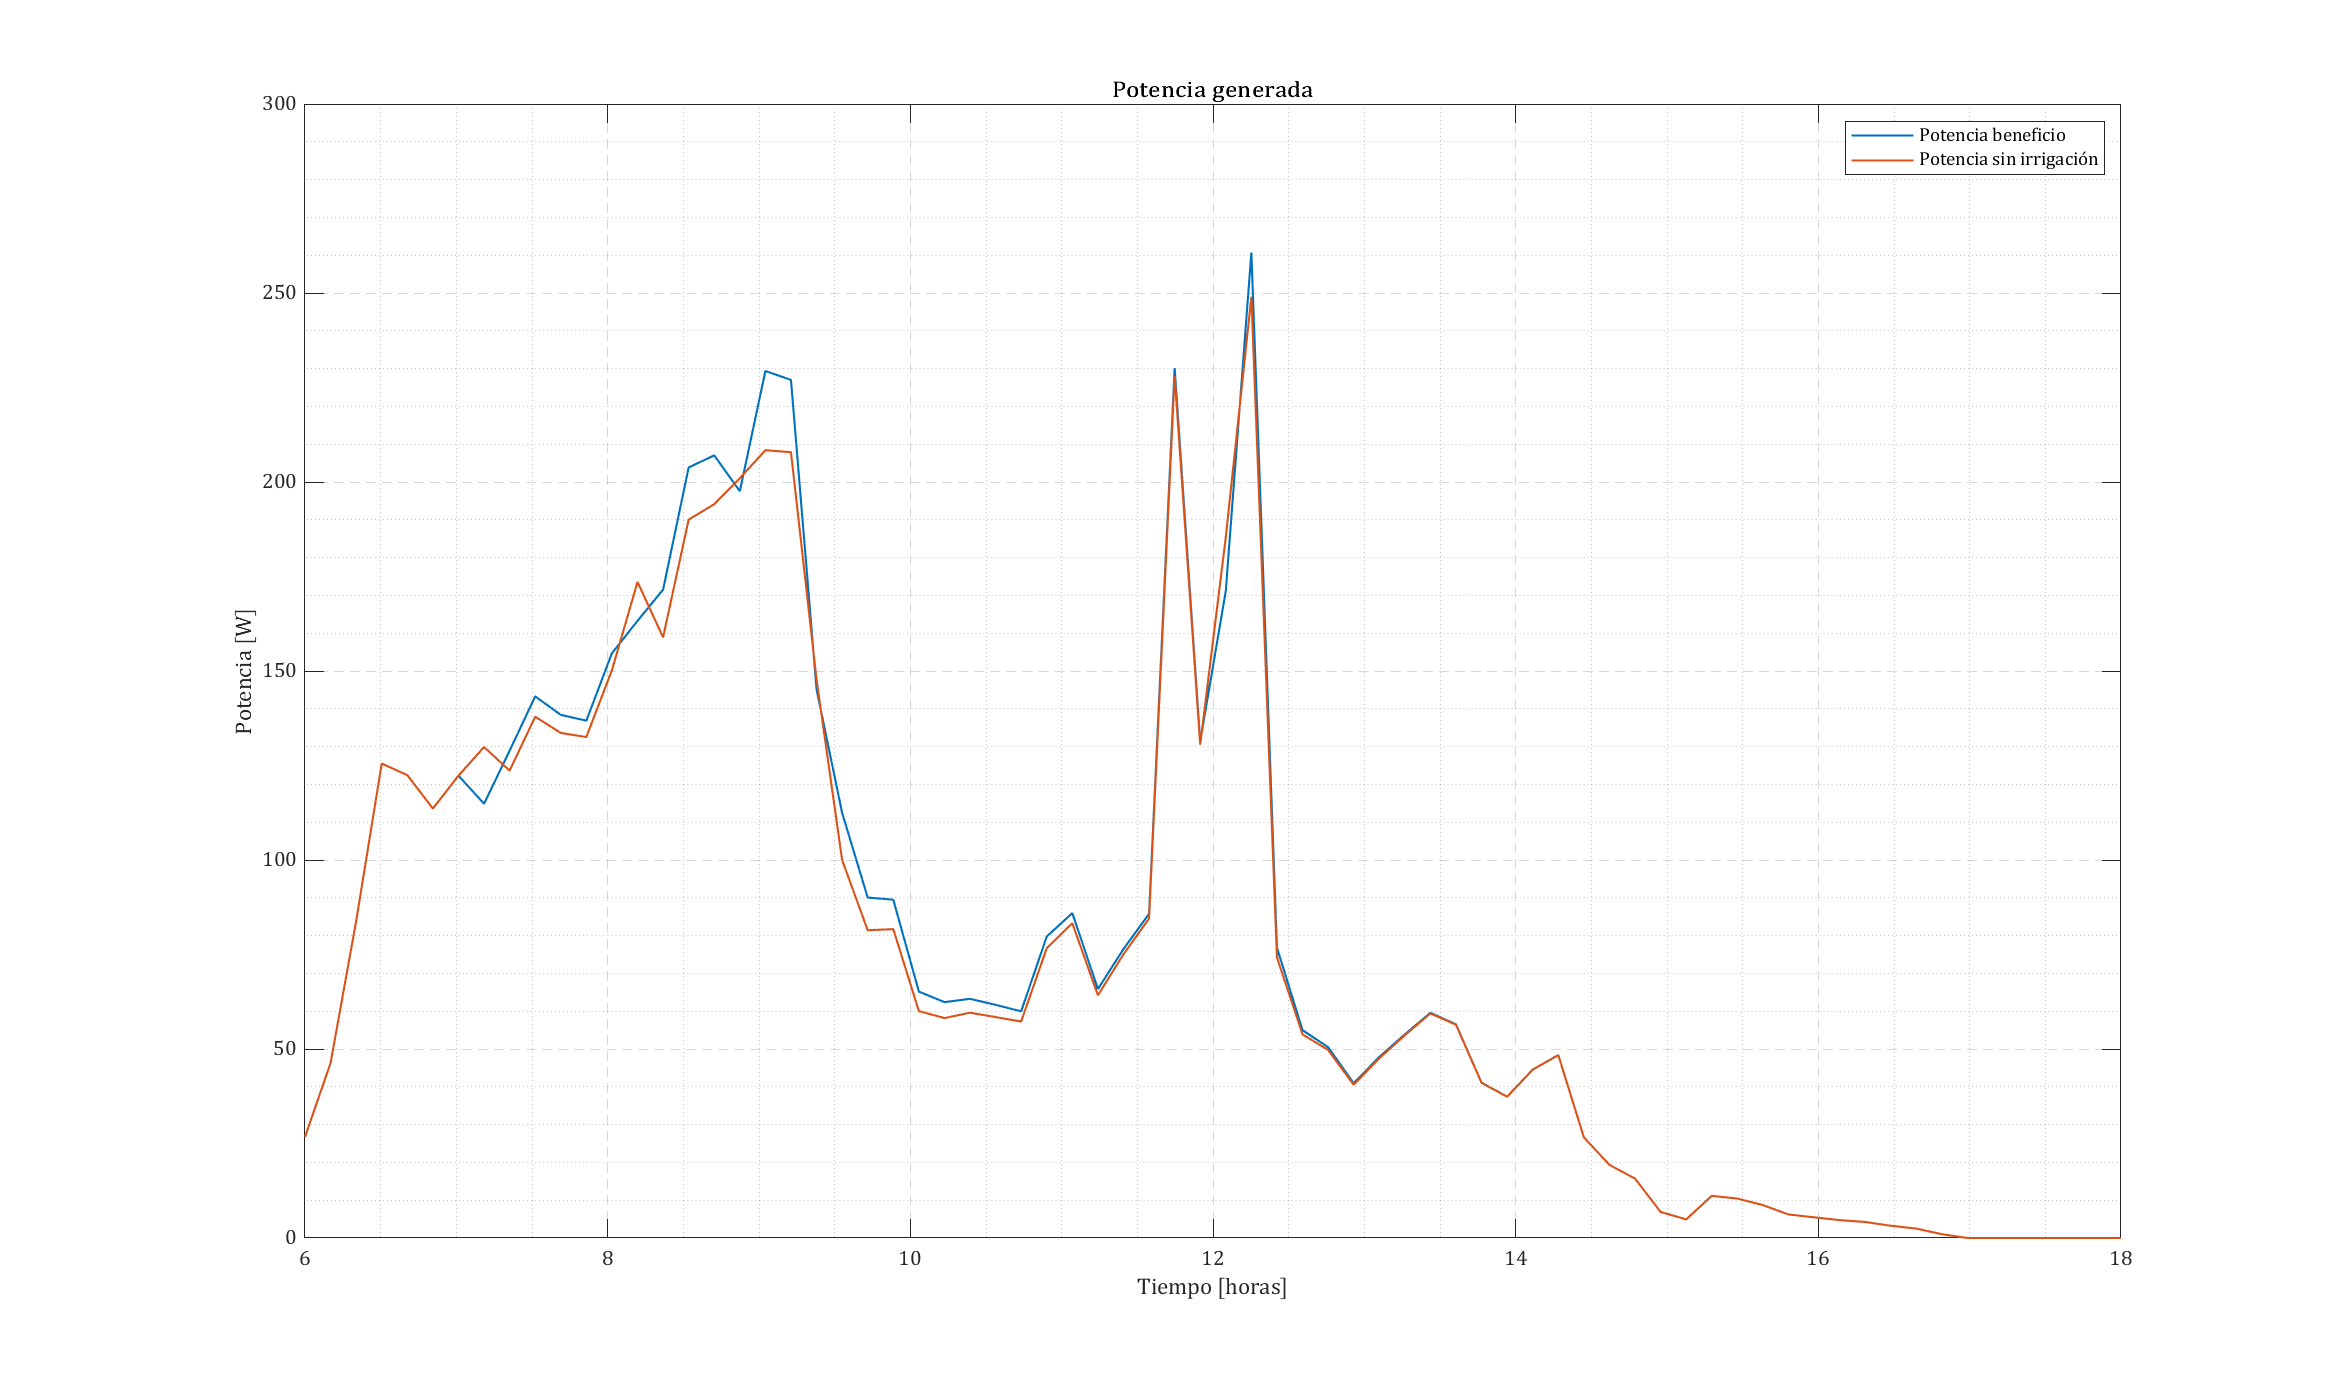 Potencia generada
300
250
200
150
100
50
0
Potencia [W]
6 8 10 12 14 16 18
Tiempo [horas]
Potencia beneficio
Potencia sin irrigación